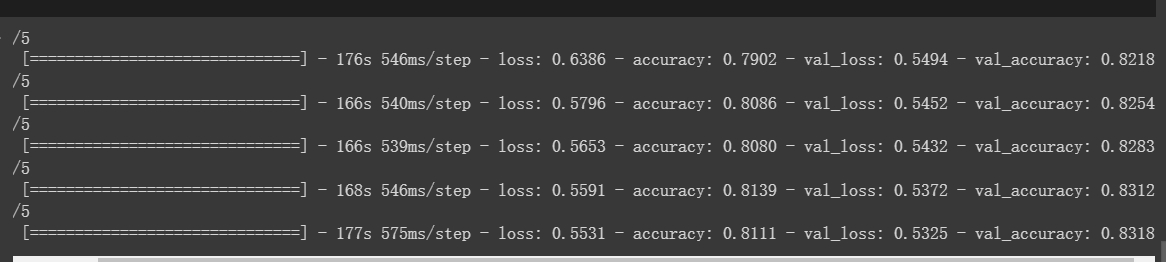 /5
[==============================] - 176s 546ms/step - loss: 0.6386 - accuracy: 0.7902 - val_loss: 0.5494 - val_accuracy: 0.8218
/5
[==============================] - 166s 540ms/step - loss: 0.5796 - accuracy: 0.8086 - val_loss: 0.5452 - val_accuracy: 0.8254
/5
[==============================] - 166s 539ms/step - loss: 0.5653 - accuracy: 0.8080 - val_loss: 0.5432 - val_accuracy: 0.8283
/5
[==============================] - 168s 546ms/step - loss: 0.5591 - accuracy: 0.8139 - val_loss: 0.5372 - val_accuracy: 0.8312
/5
[==============================] - 177s 575ms/step - loss: 0.5531 - accuracy: 0.8111 - val_loss: 0.5325 - val_accuracy: 0.8318